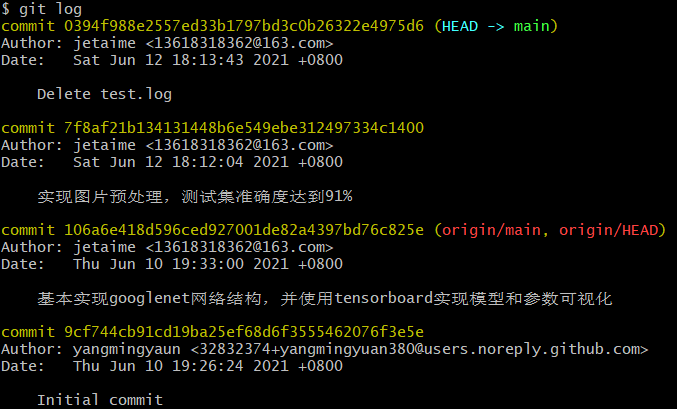 $ git log
commit 0394f988e2557ed33b1797bd3c0b26322e4975d6 (HEAD -> main)
Author: jetaime <13618318362@163.com>
Date:   Sat Jun 12 18:13:43 2021 +0800
    Delete test.log
commit 7f8af21b134131448b6e549ebe312497334c1400
Author: jetaime <13618318362@163.com>
Date:   Sat Jun 12 18:12:04 2021 +0800
    实现图片预处理，测试集准确度达到91%
commit 106a6e418d596ced927001de82a4397bd76c825e (origin/main, origin/HEAD)
Author: jetaime <13618318362@163.com>
Date:   Thu Jun 10 19:33:00 2021 +0800
    基本实现googlenet网络结构，并使用tensorboard实现模型和参数可视化
commit 9cf744cb91cd19ba25ef68d6f3555462076f3e5e
Author: yangmingyaun <32832374+yangmingyuan380@users.noreply.github.com>
Date:   Thu Jun 10 19:26:24 2021 +0800
    Initial commit